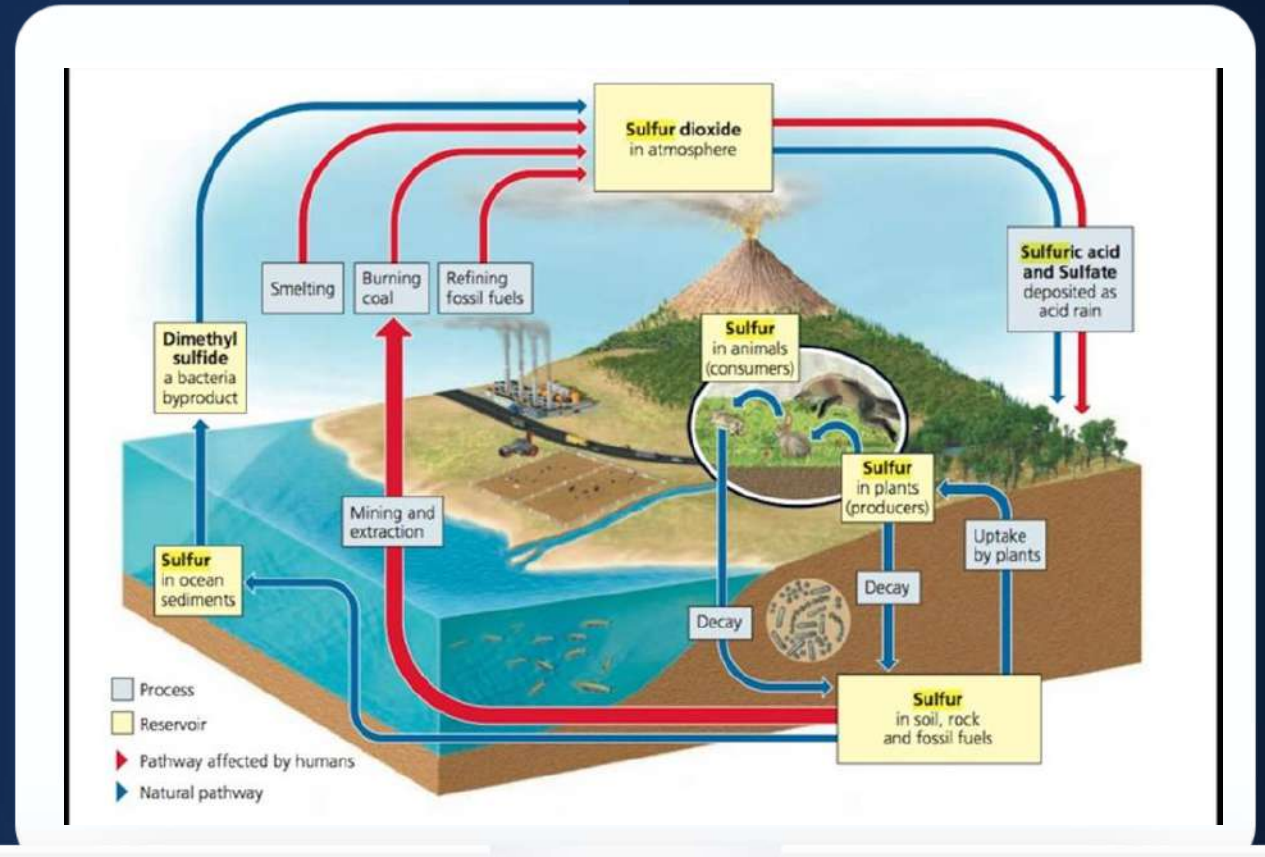 Sulfur dioxide
in atmosphere
Sulfuric acid
and Sulfate
deposited as
acid rain
Smelting
Burning
coal
Refining
fossil fuels
Dimethyl
sulfide
a bacteria
byproduct
Sulfur
in animals
(consumers)
Sulfur
in plants
(producers)
Mining and
extraction
Uptake
by plants
Sulfur
in ocean
sediments
Decay
Decay
Sulfur
in soil, rock
and fossil fuels
Process
Reservoir
Pathway affected by humans
Natural pathway